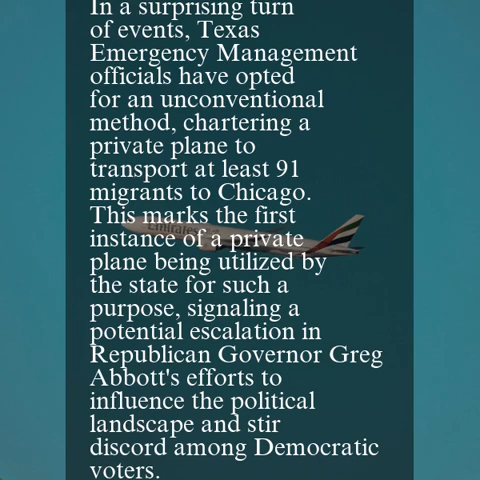 In a surprising turn
of events, Texas
Emergency Management
officials have opted
for an unconventional
method, chartering a
private plane to
transport at least 91
migrants to Chicago.
This marks the first
Emirates
instance of a private
plane being utilized by
the state for such a
purpose, signaling a
potential escalation in
Republican Governor Greg
Abbott's efforts to
influence the political
landscape and stir
discord among Democratic
voters.